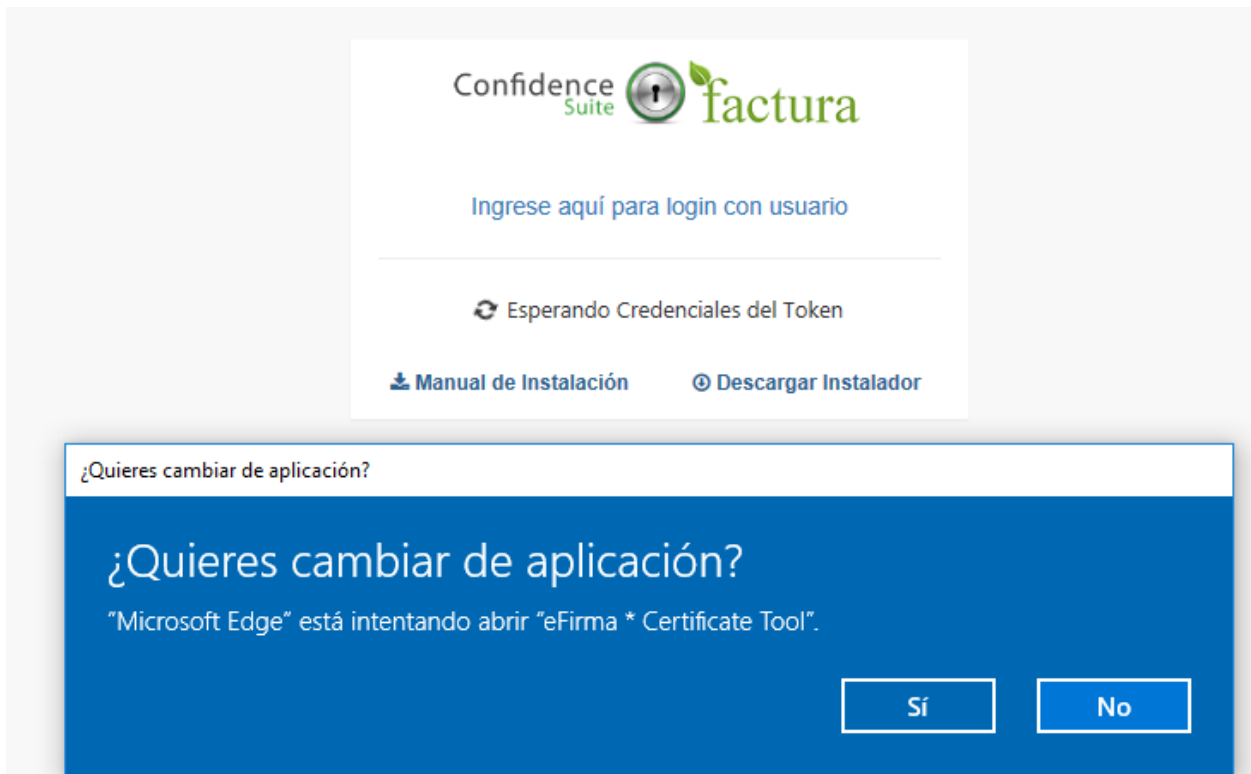 Confidence
Suite
factura
Ingrese aquí para login con usuario
Esperando Credenciales del Token
Manual de Instalación Descargar Instalador
¿Quieres cambiar de aplicación?
¿Quieres cambiar de aplicación?
"Microsoft Edge" está intentando abrir "eFirma * Certificate Tool".
Sí No